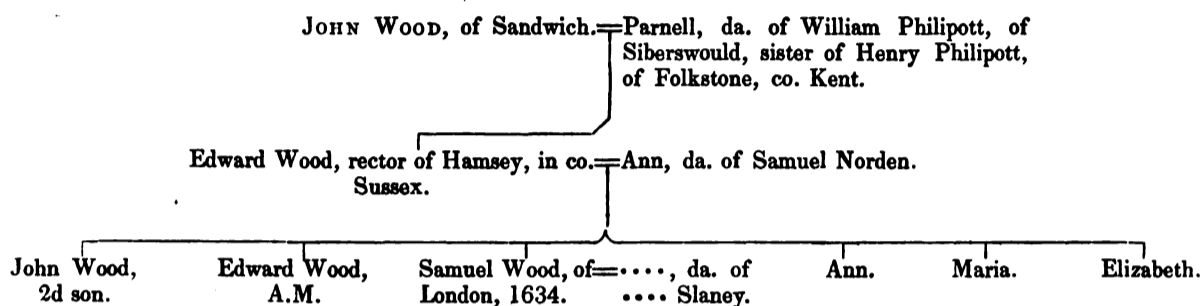 JOHN WOOD, of Sandwich.=Parnell, da. of William Philipott, of
Siberswould, sister of Henry Philipott,
of Folkstone, co. Kent.
Edward Wood, rector of Hamsey, in co.=Ann, da. of Samuel Norden.
Sussex.
John Wood,
2d son.
Edward Wood,
A.M.
Samuel Wood, of=...., da. of
London, 1634. .... Slaney.
Ann.
Maria.
Elizabeth.